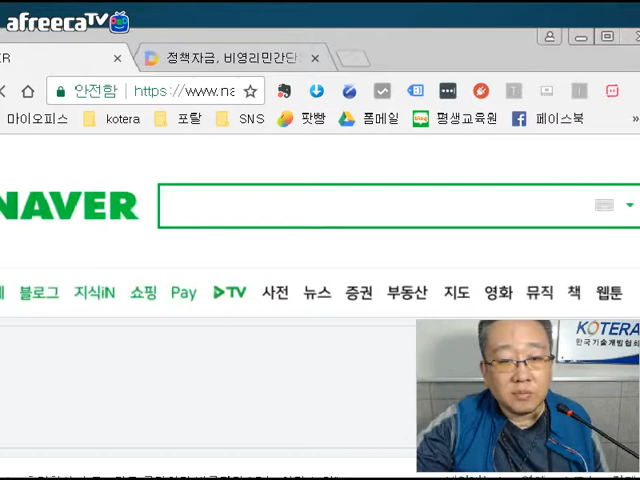 afreecaTV
ER
정책자금, 비영리민간단
안전함
https://www.na
마이오피스
kotera
포탈
SNS
팟빵
폼메일
blog
평생교육원
페이스북
»
NAVER
블로그
지식iN
쇼핑
Pay
TV
사전
뉴스
증권
부동산
지도
영화
뮤직
책
웹툰
KOTERA
한국기술개발협회